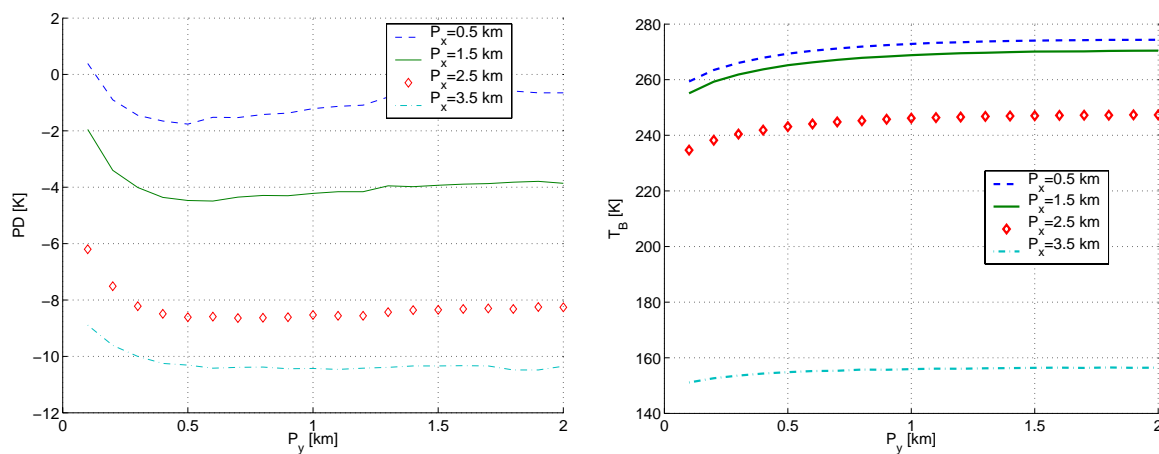 2
0
−2
−4
−6
−8
−10
−12
PD [K]
0
0.5
1
1.5
2
P_y [km]
P_x=0.5 km
P_x=1.5 km
P_x=2.5 km
P_x=3.5 km
280
260
240
220
200
180
160
140
T_B [K]
0
0.5
1
1.5
2
P_y [km]
P_x=0.5 km
P_x=1.5 km
P_x=2.5 km
P_x=3.5 km